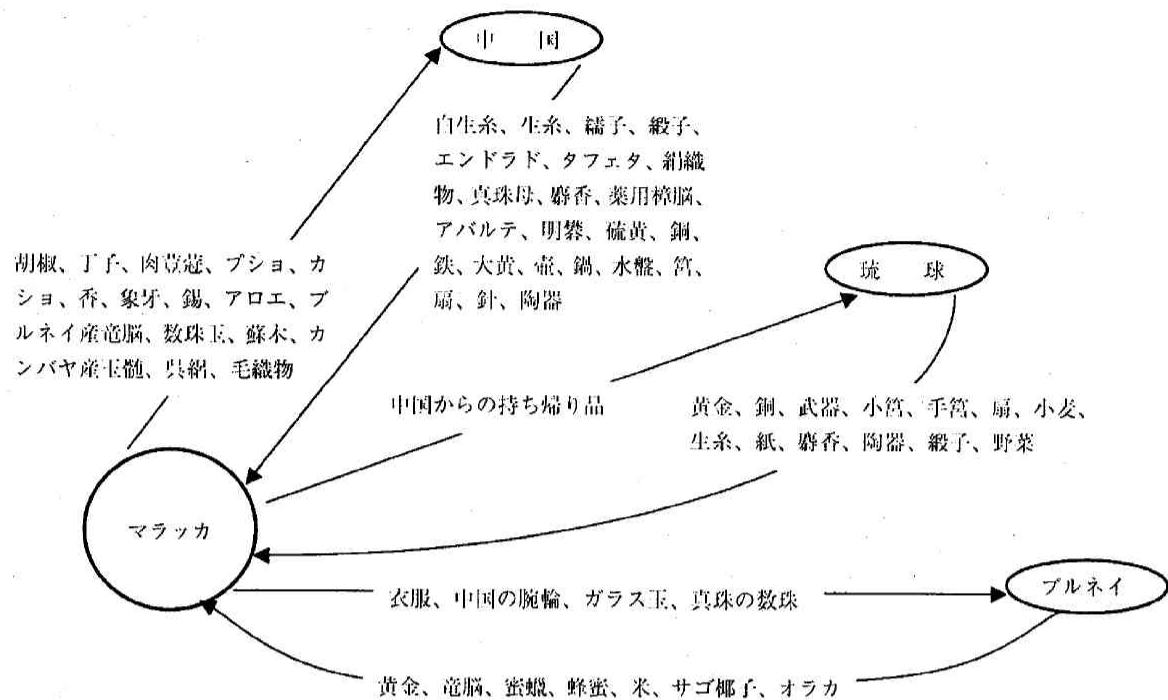 中国
白生糸、生糸、繻子、緞子、
エンドラド、タフェタ、絹織
物、真珠母、麝香、薬用樟脳、
アバルテ、明礬、硫黄、銅、
鉄、大黄、壺、鍋、水盤、筥、
扇、針、陶器
胡椒、丁子、肉荳蔲、プショ、カ
ショ、香、象牙、錫、アロエ、ブ
ルネイ産竜脳、数珠玉、蘇木、カ
ンバヤ産玉髄、呉絽、毛織物
琉球
中国からの持ち帰り品
黄金、銅、武器、小筥、手筥、扇、小麦、
生糸、紙、麝香、陶器、緞子、野菜
マラッカ
ブルネイ
衣服、中国の腕輪、ガラス玉、真珠の数珠
黄金、竜脳、蜜蠟、蜂蜜、米、サゴ椰子、オラカ